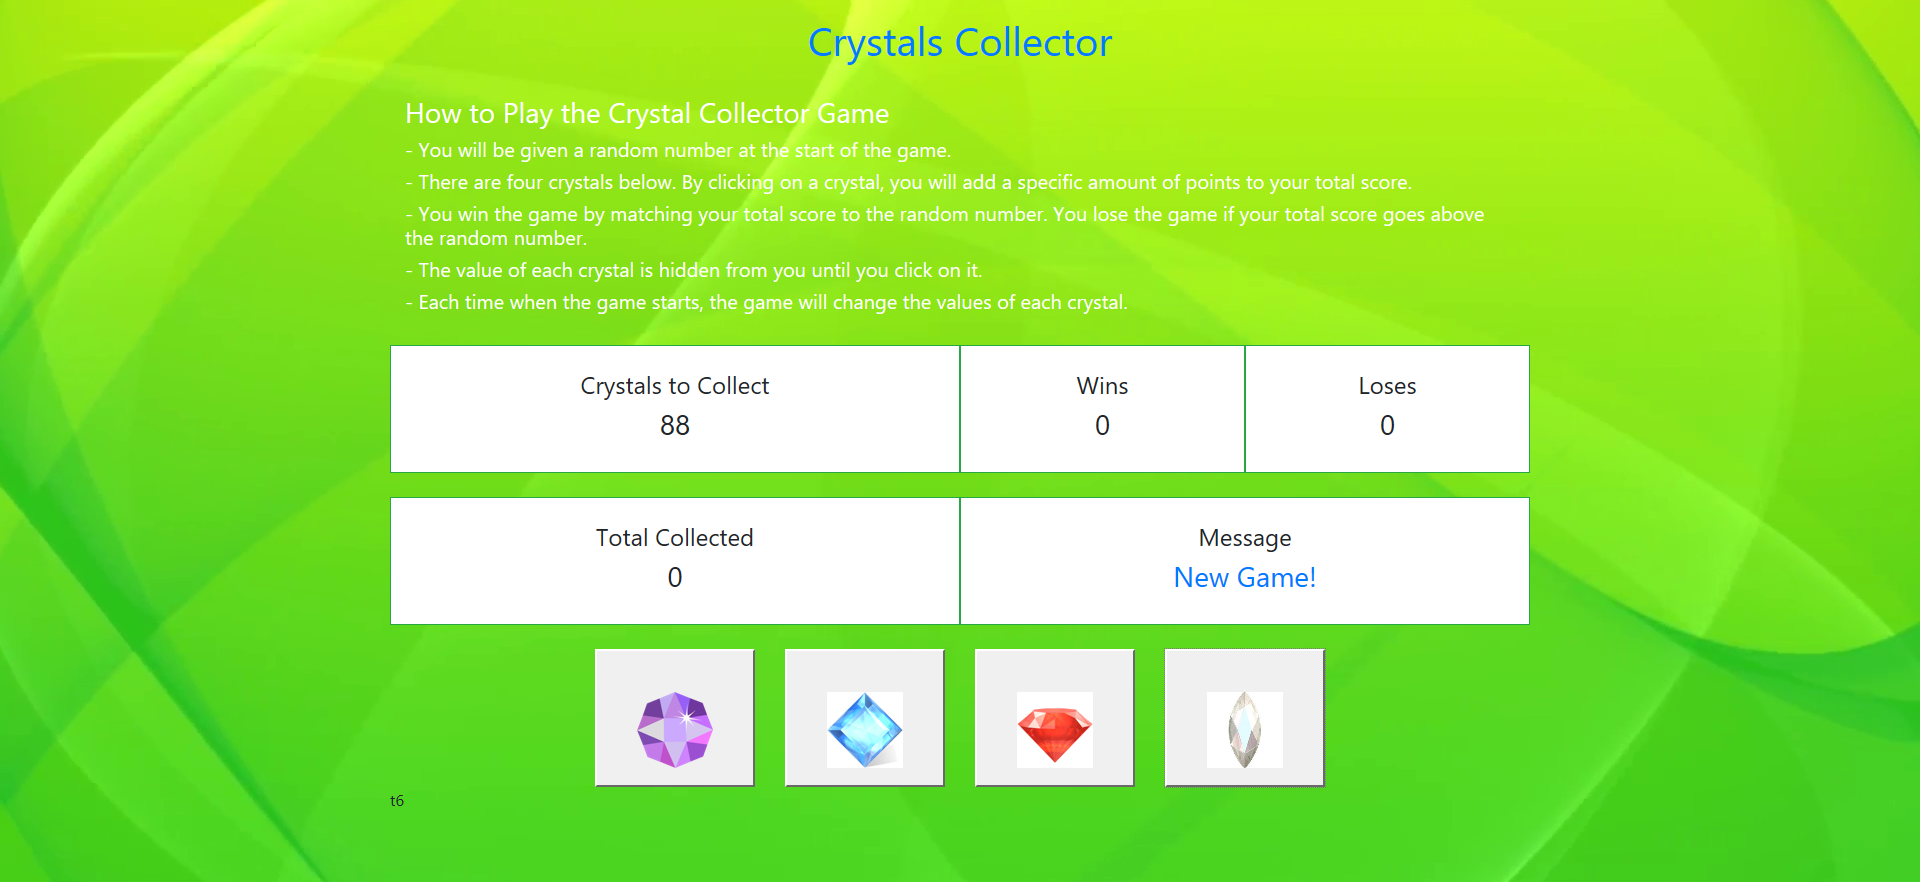 Crystals Collector
How to Play the Crystal Collector Game
- You will be given a random number at the start of the game.
- There are four crystals below. By clicking on a crystal, you will add a specific amount of points to your total score.
- You win the game by matching your total score to the random number. You lose the game if your total score goes above
the random number.
- The value of each crystal is hidden from you until you click on it.
- Each time when the game starts, the game will change the values of each crystal.
Crystals to Collect
88
Wins
0
Loses
0
Total Collected
0
Message
New Game!
t6